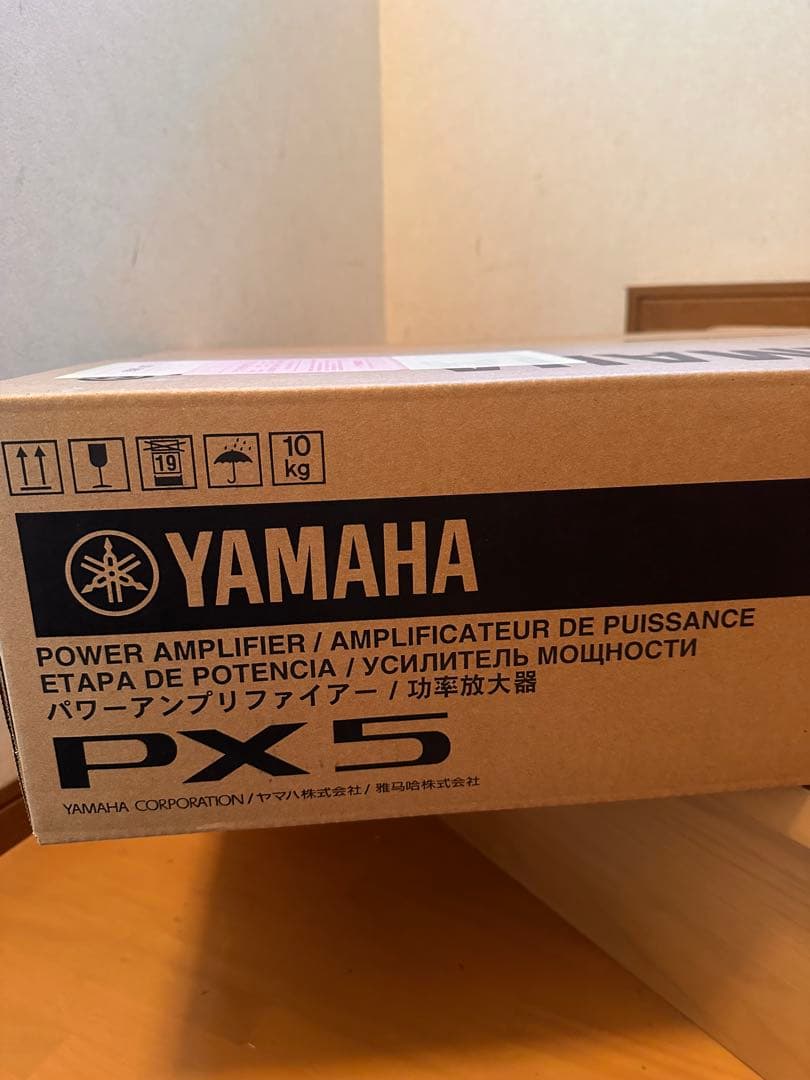 19
10
kg
YAMAHA
POWER AMPLIFIER / AMPLIFICATEUR DE PUISSANCE
ETAPA DE POTENCIA / УСИЛИТЕЛЬ МОЩНОСТИ
パワーアンプリファイアー / 功率放大器
PX5
YAMAHA CORPORATION / ヤマハ株式会社 / 雅马哈株式会社